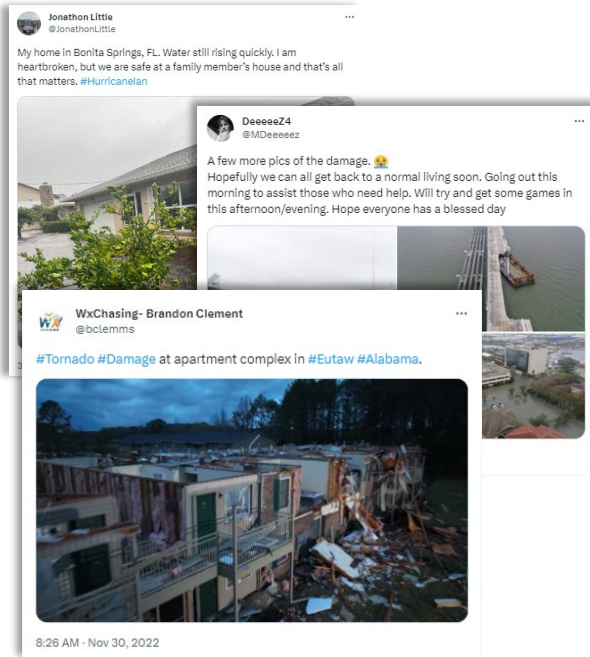 Jonathon Little
@JonathonLittle
My home in Bonita Springs, FL. Water still rising quickly. I am
heartbroken, but we are safe at a family member's house and that's all
that matters. #HurricaneIan
DeeeeeZ4
@MDeeeeez
A few more pics of the damage. 😭
Hopefully we can all get back to a normal living soon. Going out this
morning to assist those who need help. Will try and get some games in
this afternoon/evening. Hope everyone has a blessed day
WxChasing- Brandon Clement
@bclemms
#Tornado #Damage at apartment complex in #Eutaw #Alabama.
8:26 AM · Nov 30, 2022